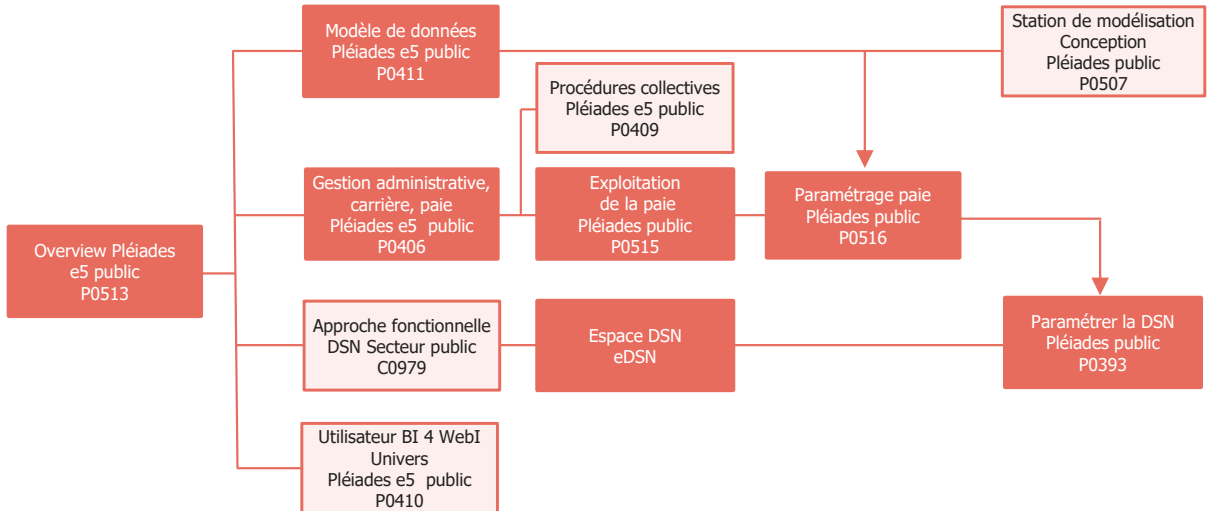 Modèle de données
Pléiades e5 public
P0411
Station de modélisation
Conception
Pléiades public
P0507
Procédures collectives
Pléiades e5 public
P0409
Gestion administrative,
carrière, paie
Pléiades e5 public
P0406
Exploitation
de la paie
Pléiades public
P0515
Paramétrage paie
Pléiades public
P0516
Overview Pléiades
e5 public
P0513
Approche fonctionnelle
DSN Secteur public
C0979
Espace DSN
eDSN
Paramétrer la DSN
Pléiades public
P0393
Utilisateur BI 4 WebI
Univers
Pléiades e5 public
P0410